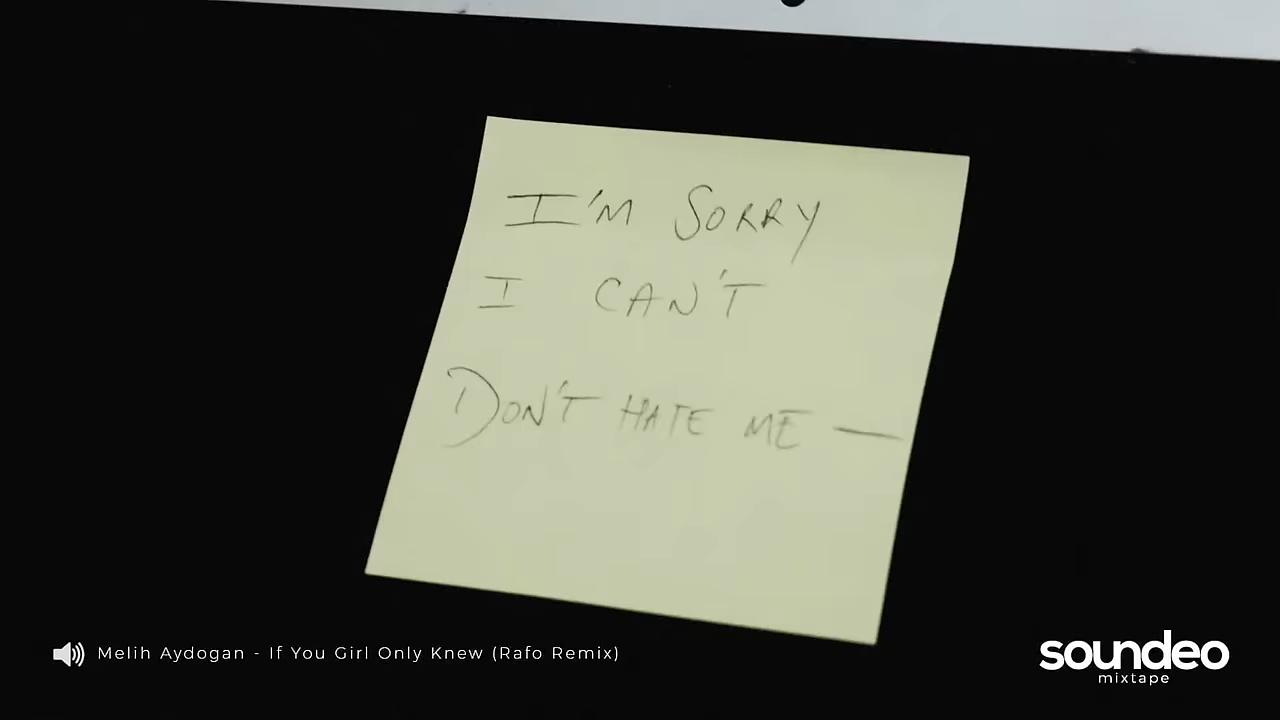 I'M SORRY
I CAN'T
DON'T HATE ME —
Melih Aydogan - If You Girl Only Knew (Rafo Remix)
soundeo
mixtape